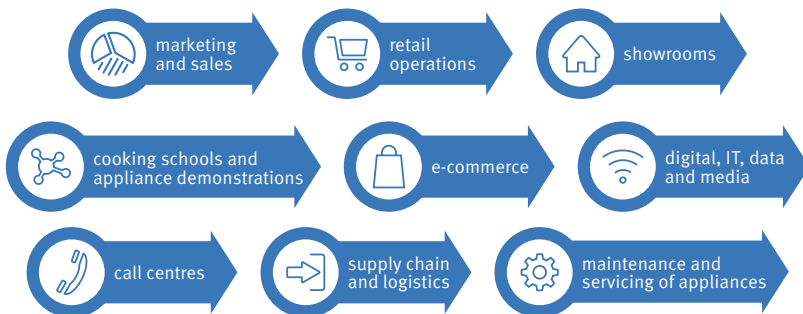 marketing
and sales
retail
operations
showrooms
cooking schools and
appliance demonstrations
e-commerce
digital, IT, data
and media
call centres
supply chain
and logistics
maintenance and
servicing of appliances